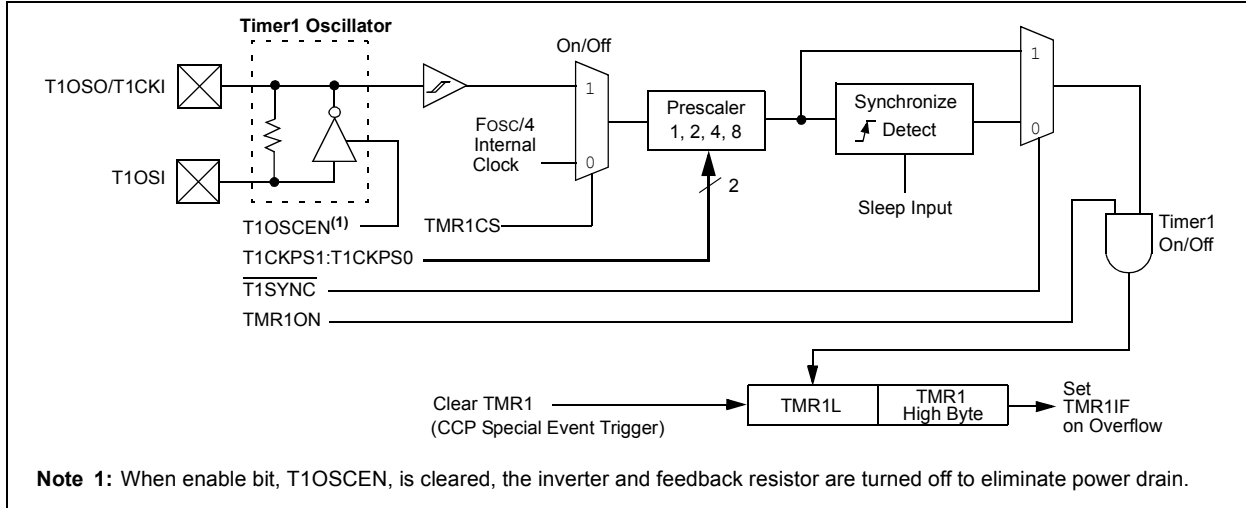 Timer1 Oscillator
On/Off
T1OSO/T1CKI
1
1
Prescaler
1, 2, 4, 8
Synchronize
Detect
FOSC/4
Internal
Clock
0
0
T1OSI
2
Sleep Input
T1OSCEN(1)
TMR1CS
Timer1
On/Off
T1CKPS1:T1CKPS0
T1SYNC
TMR1ON
Clear TMR1
(CCP Special Event Trigger)
TMR1L
TMR1
High Byte
Set
TMR1IF
on Overflow
Note 1: When enable bit, T1OSCEN, is cleared, the inverter and feedback resistor are turned off to eliminate power drain.